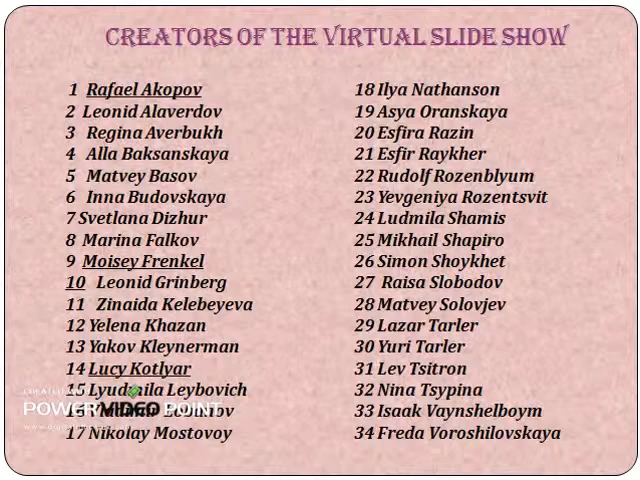 CREATORS OF THE VIRTUAL SLIDE SHOW
1 Rafael Akopov
2 Leonid Alaverdov
3 Regina Averbukh
4 Alla Baksanskaya
5 Matvey Basov
6 Inna Budovskaya
7 Svetlana Dizhur
8 Marina Falkov
9 Moisey Frenkel
10 Leonid Grinberg
11 Zinaida Kelebeyeva
12 Yelena Khazan
13 Yakov Kleynerman
14 Lucy Kotlyar
15 Lyudmila Leybovich
16
17 Nikolay Mostovoy
18 Ilya Nathanson
19 Asya Oranskaya
20 Esfira Razin
21 Esfir Raykher
22 Rudolf Rozenblyum
23 Yevgeniya Rozentsvit
24 Ludmila Shamis
25 Mikhail Shapiro
26 Simon Shoykhet
27 Raisa Slobodov
28 Matvey Solovjev
29 Lazar Tarler
30 Yuri Tarler
31 Lev Tsitron
32 Nina Tsypina
33 Isaak Vaynshelboym
34 Freda Voroshilovskaya
POWERVIDEOPOINT